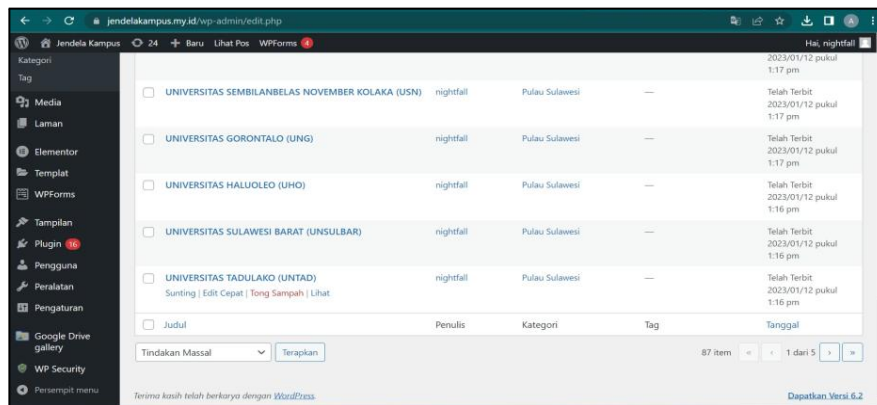 jendelakampus.my.id/wp-admin/edit.php
Jendela Kampus 24 Baru Lihat Pos WPForms 4 Hai, nightfall
Kategori
Tag
Media
Laman
Elementor
Templat
WPForms
Tampilan
Plugin 16
Pengguna
Peralatan
Pengaturan
Google Drive
gallery
WP Security
Persempit menu
2023/01/12 pukul
1:17 pm
UNIVERSITAS SEMBILANBELAS NOVEMBER KOLAKA (USN) nightfall Pulau Sulawesi — Telah Terbit
2023/01/12 pukul
1:17 pm
UNIVERSITAS GORONTALO (UNG) nightfall Pulau Sulawesi — Telah Terbit
2023/01/12 pukul
1:17 pm
UNIVERSITAS HALUOLEO (UHO) nightfall Pulau Sulawesi — Telah Terbit
2023/01/12 pukul
1:16 pm
UNIVERSITAS SULAWESI BARAT (UNSULBAR) nightfall Pulau Sulawesi — Telah Terbit
2023/01/12 pukul
1:16 pm
UNIVERSITAS TADULAKO (UNTAD) nightfall Pulau Sulawesi — Telah Terbit
Sunting | Edit Cepat | Tong Sampah | Lihat 2023/01/12 pukul
1:16 pm
Judul Penulis Kategori Tag Tanggal
Tindakan Massal Terapkan 87 item « ‹ 1 dari 5 › »
Terima kasih telah berkarya dengan WordPress. Dapatkan Versi 6.2